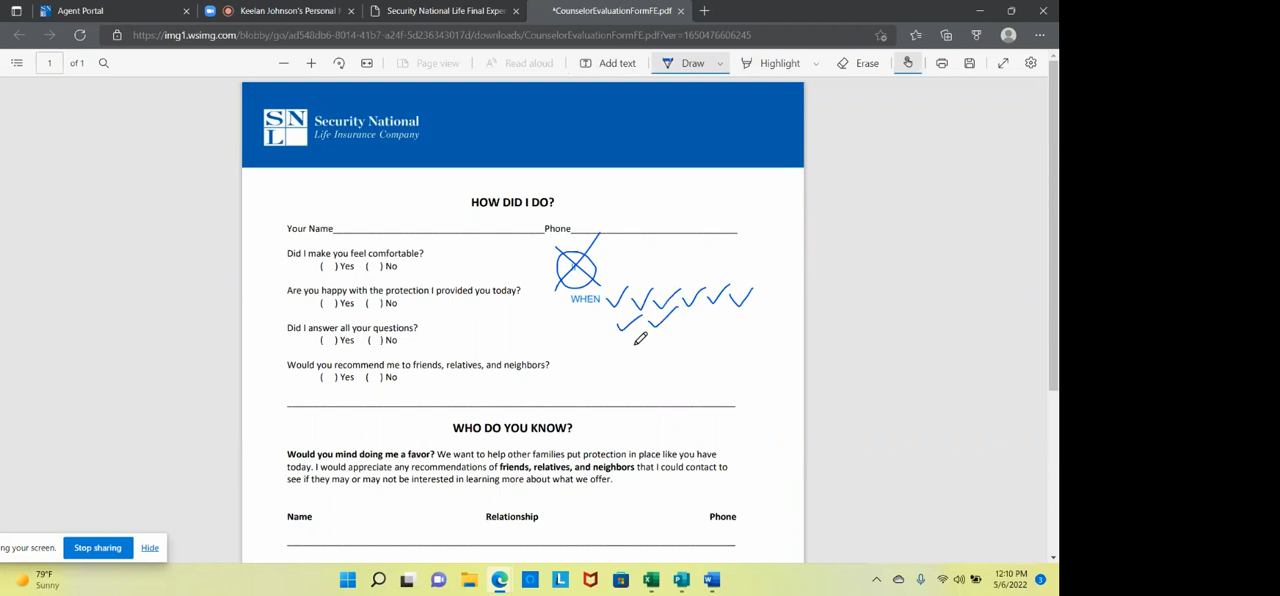 Agent Portal
Keelan Johnson's Personal
Security National Life Final Expe
*CounselorEvaluationFormFE.pdf
https://img1.wsimg.com/blobby/go/ad548db6-8014-41b7-a24f-5d236343017d/downloads/CounselorEvaluationFormFE.pdf?ver=1650476606245
1 of 1
Page view
Read aloud
Add text
Draw
Highlight
Erase
SN
L
Security National
Life Insurance Company
HOW DID I DO?
Your Name Phone
Did I make you feel comfortable?
( ) Yes ( ) No
Are you happy with the protection I provided you today?
( ) Yes ( ) No
WHEN
Did I answer all your questions?
( ) Yes ( ) No
Would you recommend me to friends, relatives, and neighbors?
( ) Yes ( ) No
WHO DO YOU KNOW?
Would you mind doing me a favor? We want to help other families put protection in place like you have
today. I would appreciate any recommendations of friends, relatives, and neighbors that I could contact to
see if they may or may not be interested in learning more about what we offer.
Name Relationship Phone
ng your screen. Stop sharing Hide
79°F
Sunny
12:10 PM
5/6/2022
3